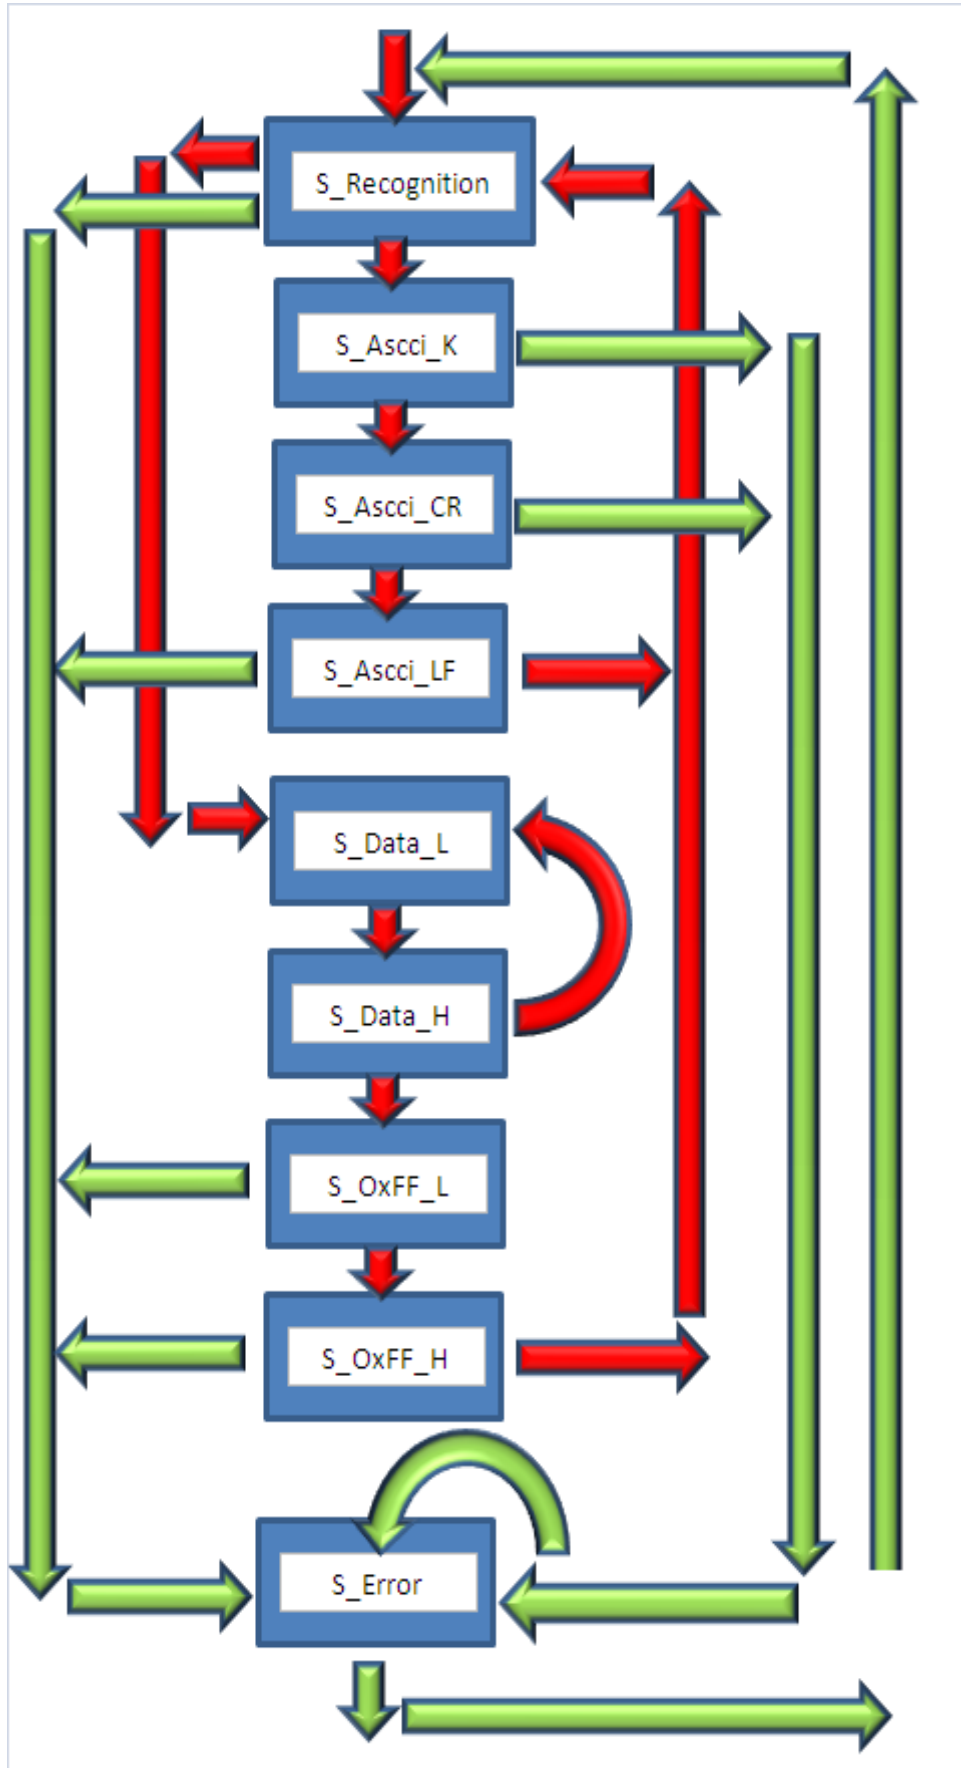 S_Recognition
S_Ascci_K
S_Ascci_CR
S_Ascci_LF
S_Data_L
S_Data_H
S_OxFF_L
S_OxFF_H
S_Error